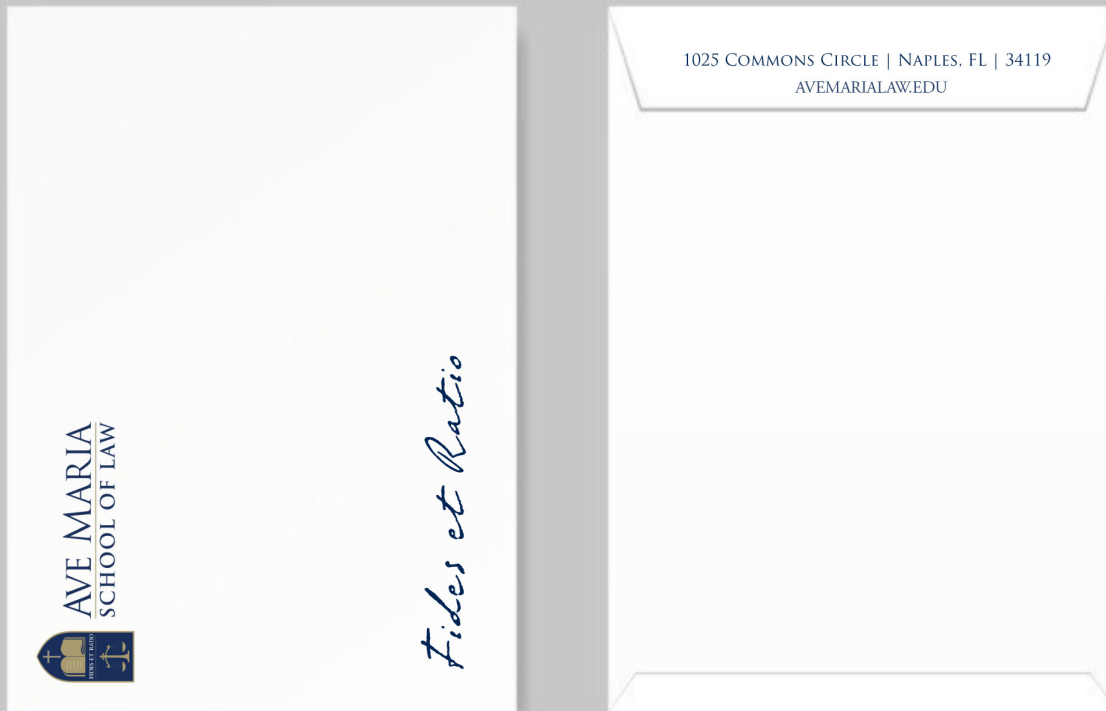 AVE MARIA
SCHOOL OF LAW
FIDES ET RATIO
Fides et Ratio
1025 Commons Circle | Naples, FL | 34119
AVEMARIALAW.EDU